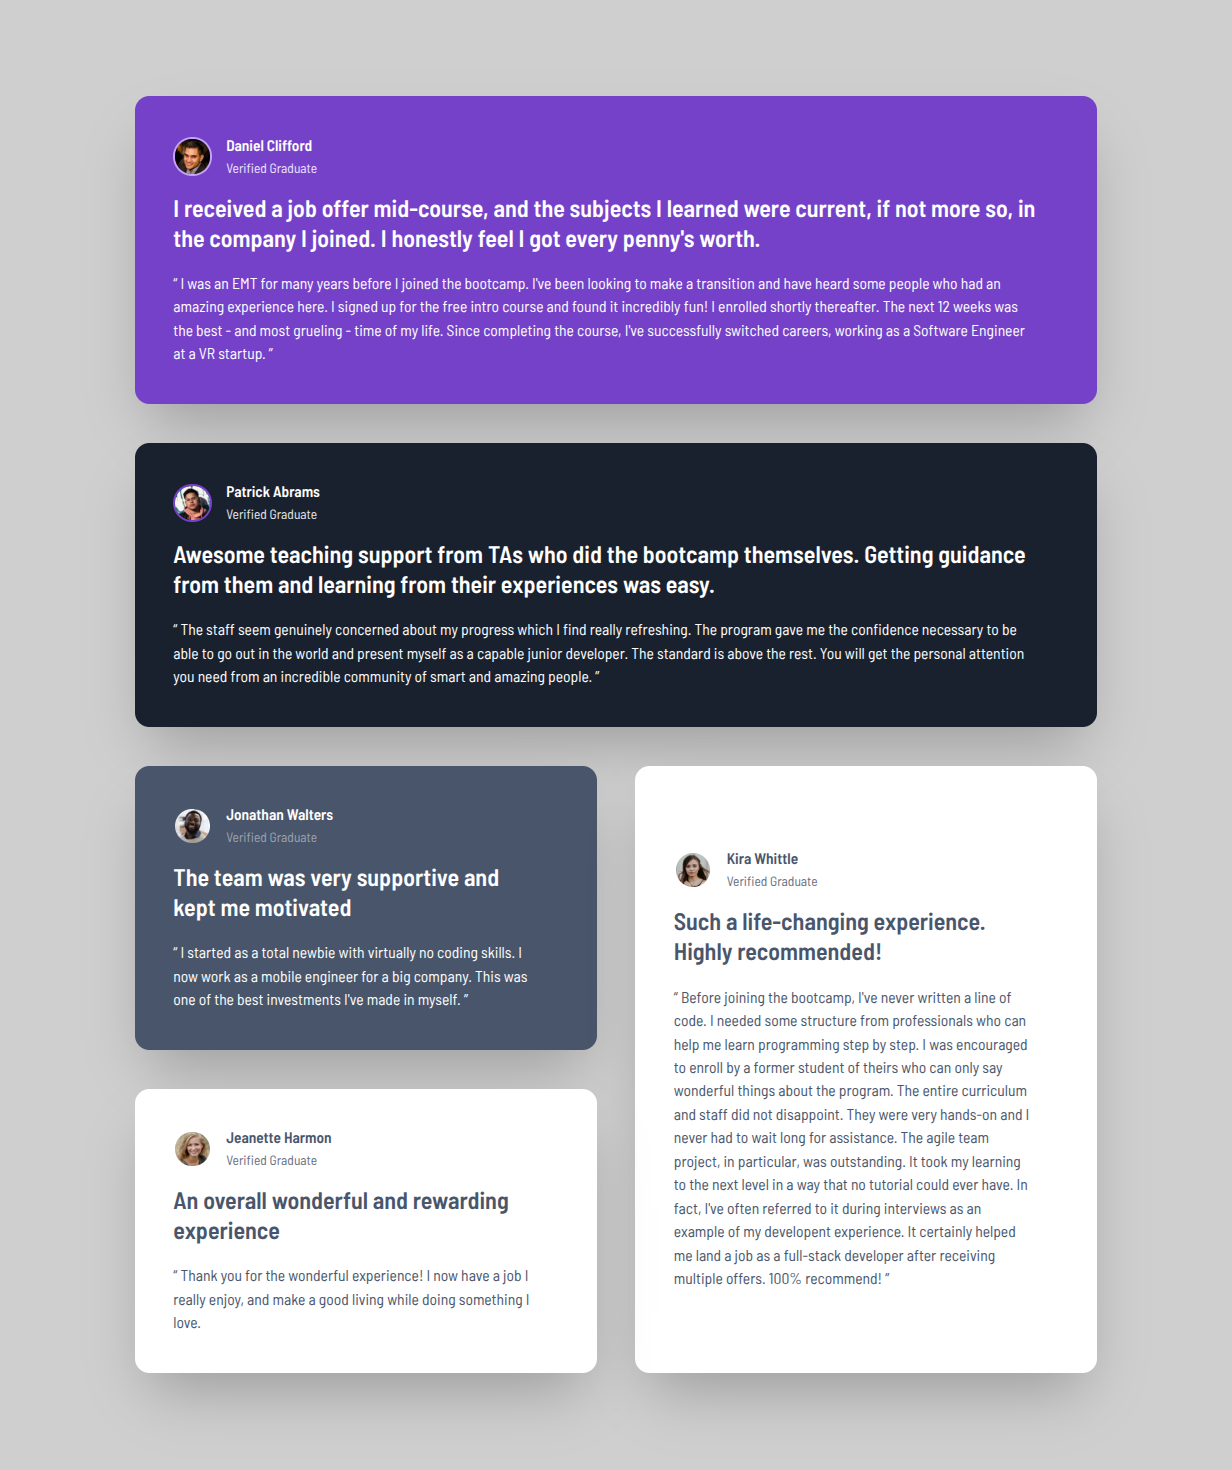 Daniel Clifford
Verified Graduate
I received a job offer mid-course, and the subjects I learned were current, if not more so, in
the company I joined. I honestly feel I got every penny's worth.
“ I was an EMT for many years before I joined the bootcamp. I've been looking to make a transition and have heard some people who had an
amazing experience here. I signed up for the free intro course and found it incredibly fun! I enrolled shortly thereafter. The next 12 weeks was
the best - and most grueling - time of my life. Since completing the course, I've successfully switched careers, working as a Software Engineer
at a VR startup. ”
Patrick Abrams
Verified Graduate
Awesome teaching support from TAs who did the bootcamp themselves. Getting guidance
from them and learning from their experiences was easy.
“ The staff seem genuinely concerned about my progress which I find really refreshing. The program gave me the confidence necessary to be
able to go out in the world and present myself as a capable junior developer. The standard is above the rest. You will get the personal attention
you need from an incredible community of smart and amazing people. ”
Jonathan Walters
Verified Graduate
The team was very supportive and
kept me motivated
“ I started as a total newbie with virtually no coding skills. I
now work as a mobile engineer for a big company. This was
one of the best investments I've made in myself. ”
Jeanette Harmon
Verified Graduate
An overall wonderful and rewarding
experience
“ Thank you for the wonderful experience! I now have a job I
really enjoy, and make a good living while doing something I
love.
Kira Whittle
Verified Graduate
Such a life-changing experience.
Highly recommended!
“ Before joining the bootcamp, I've never written a line of
code. I needed some structure from professionals who can
help me learn programming step by step. I was encouraged
to enroll by a former student of theirs who can only say
wonderful things about the program. The entire curriculum
and staff did not disappoint. They were very hands-on and I
never had to wait long for assistance. The agile team
project, in particular, was outstanding. It took my learning
to the next level in a way that no tutorial could ever have. In
fact, I've often referred to it during interviews as an
example of my developent experience. It certainly helped
me land a job as a full-stack developer after receiving
multiple offers. 100% recommend! ”